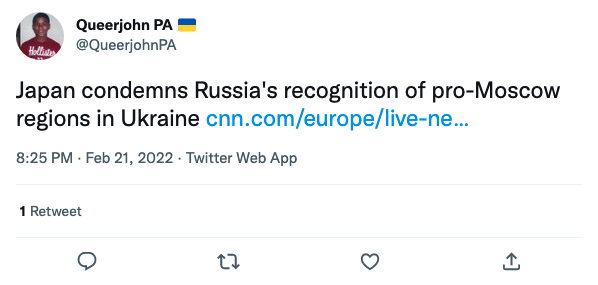 Queerjohn PA 🇺🇦
@QueerjohnPA
Japan condemns Russia's recognition of pro-Moscow
regions in Ukraine cnn.com/europe/live-ne…
8:25 PM · Feb 21, 2022 · Twitter Web App
1 Retweet